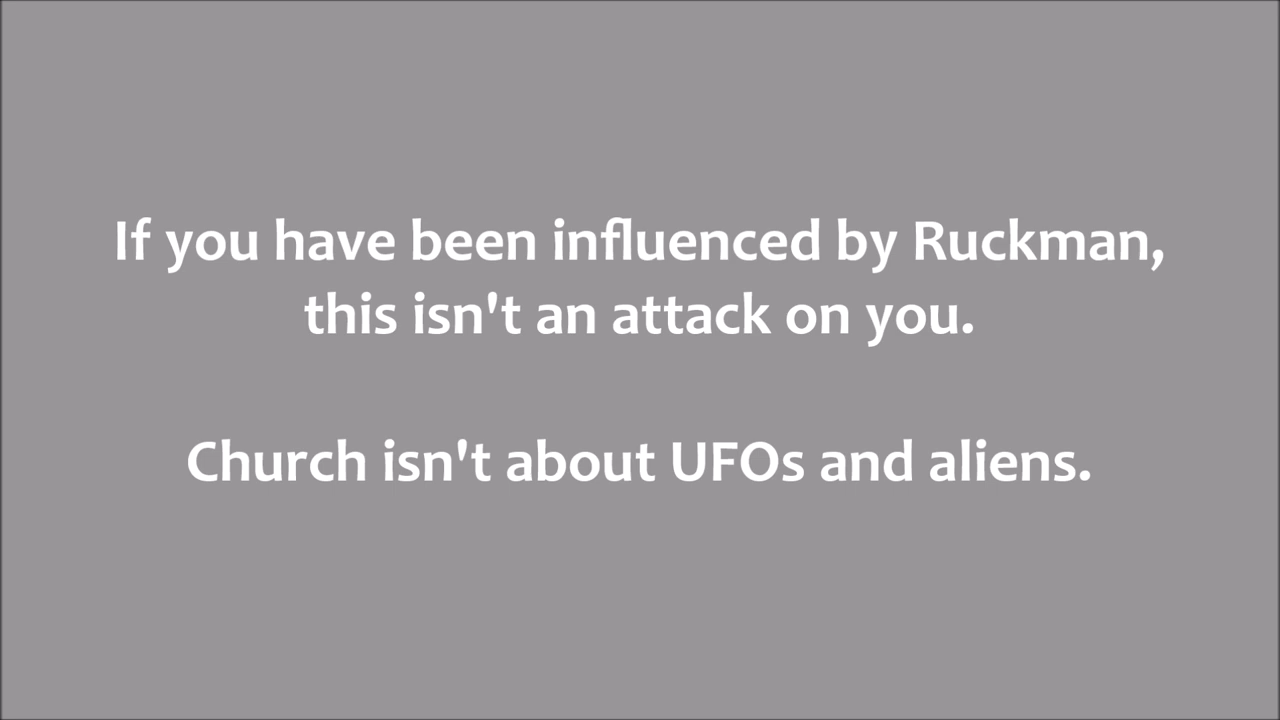 If you have been influenced by Ruckman,
this isn't an attack on you.
Church isn't about UFOs and aliens.